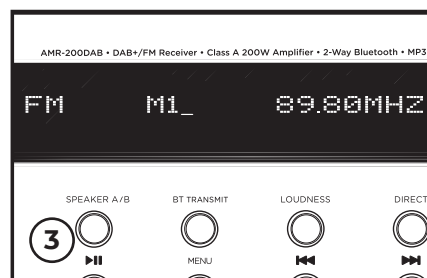 AMR-200DAB • DAB+/FM Receiver • Class A 200W Amplifier • 2-Way Bluetooth • MP3
FM M1_ 89.80MHZ
SPEAKER A/B BT TRANSMIT LOUDNESS DIRECT
3
MENU